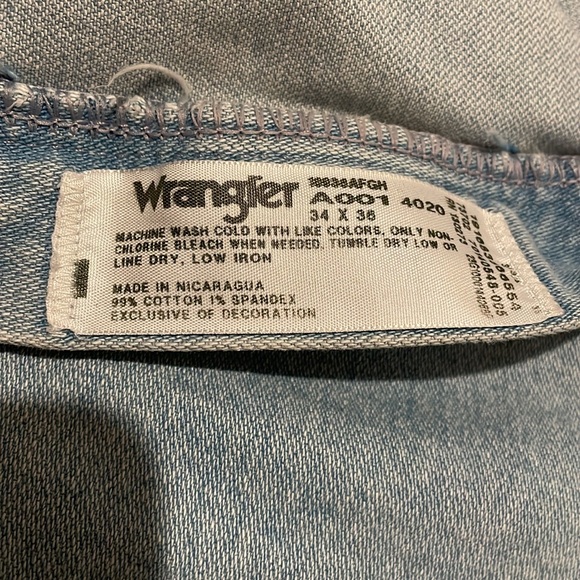 Wrangler
A001 4020
34 X 36
MACHINE WASH COLD WITH LIKE COLORS, ONLY NON
CHLORINE BLEACH WHEN NEEDED, TUMBLE DRY LOW OR
LINE DRY, LOW IRON
MADE IN NICARAGUA
99% COTTON 1% SPANDEX
EXCLUSIVE OF DECORATION